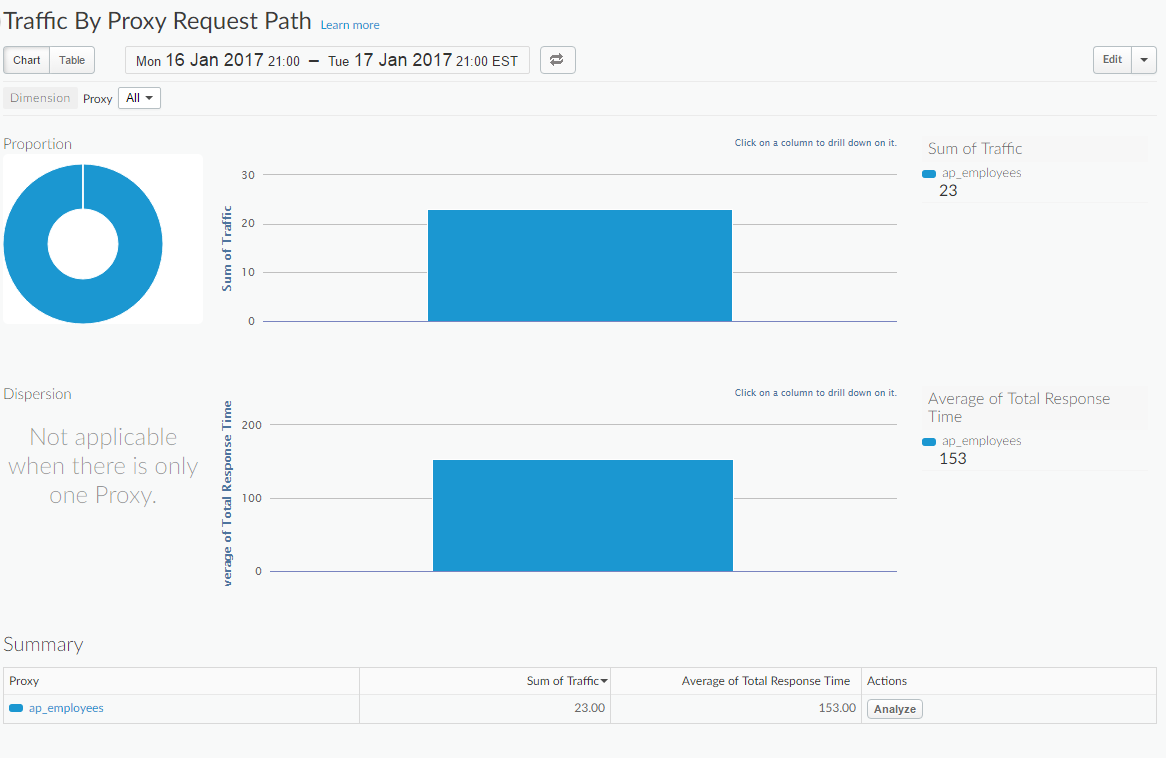 Traffic By Proxy Request Path Learn more
Chart Table Mon 16 Jan 2017 21:00 – Tue 17 Jan 2017 21:00 EST Edit
Dimension Proxy All
Proportion
Click on a column to drill down on it.
Sum of Traffic
30
20
10
0
Sum of Traffic
ap_employees
23
Dispersion
Not applicable
when there is only
one Proxy.
Click on a column to drill down on it.
verage of Total Response Time
200
100
0
Average of Total Response
Time
ap_employees
153
Summary
Proxy Sum of Traffic Average of Total Response Time Actions
ap_employees 23.00 153.00 Analyze